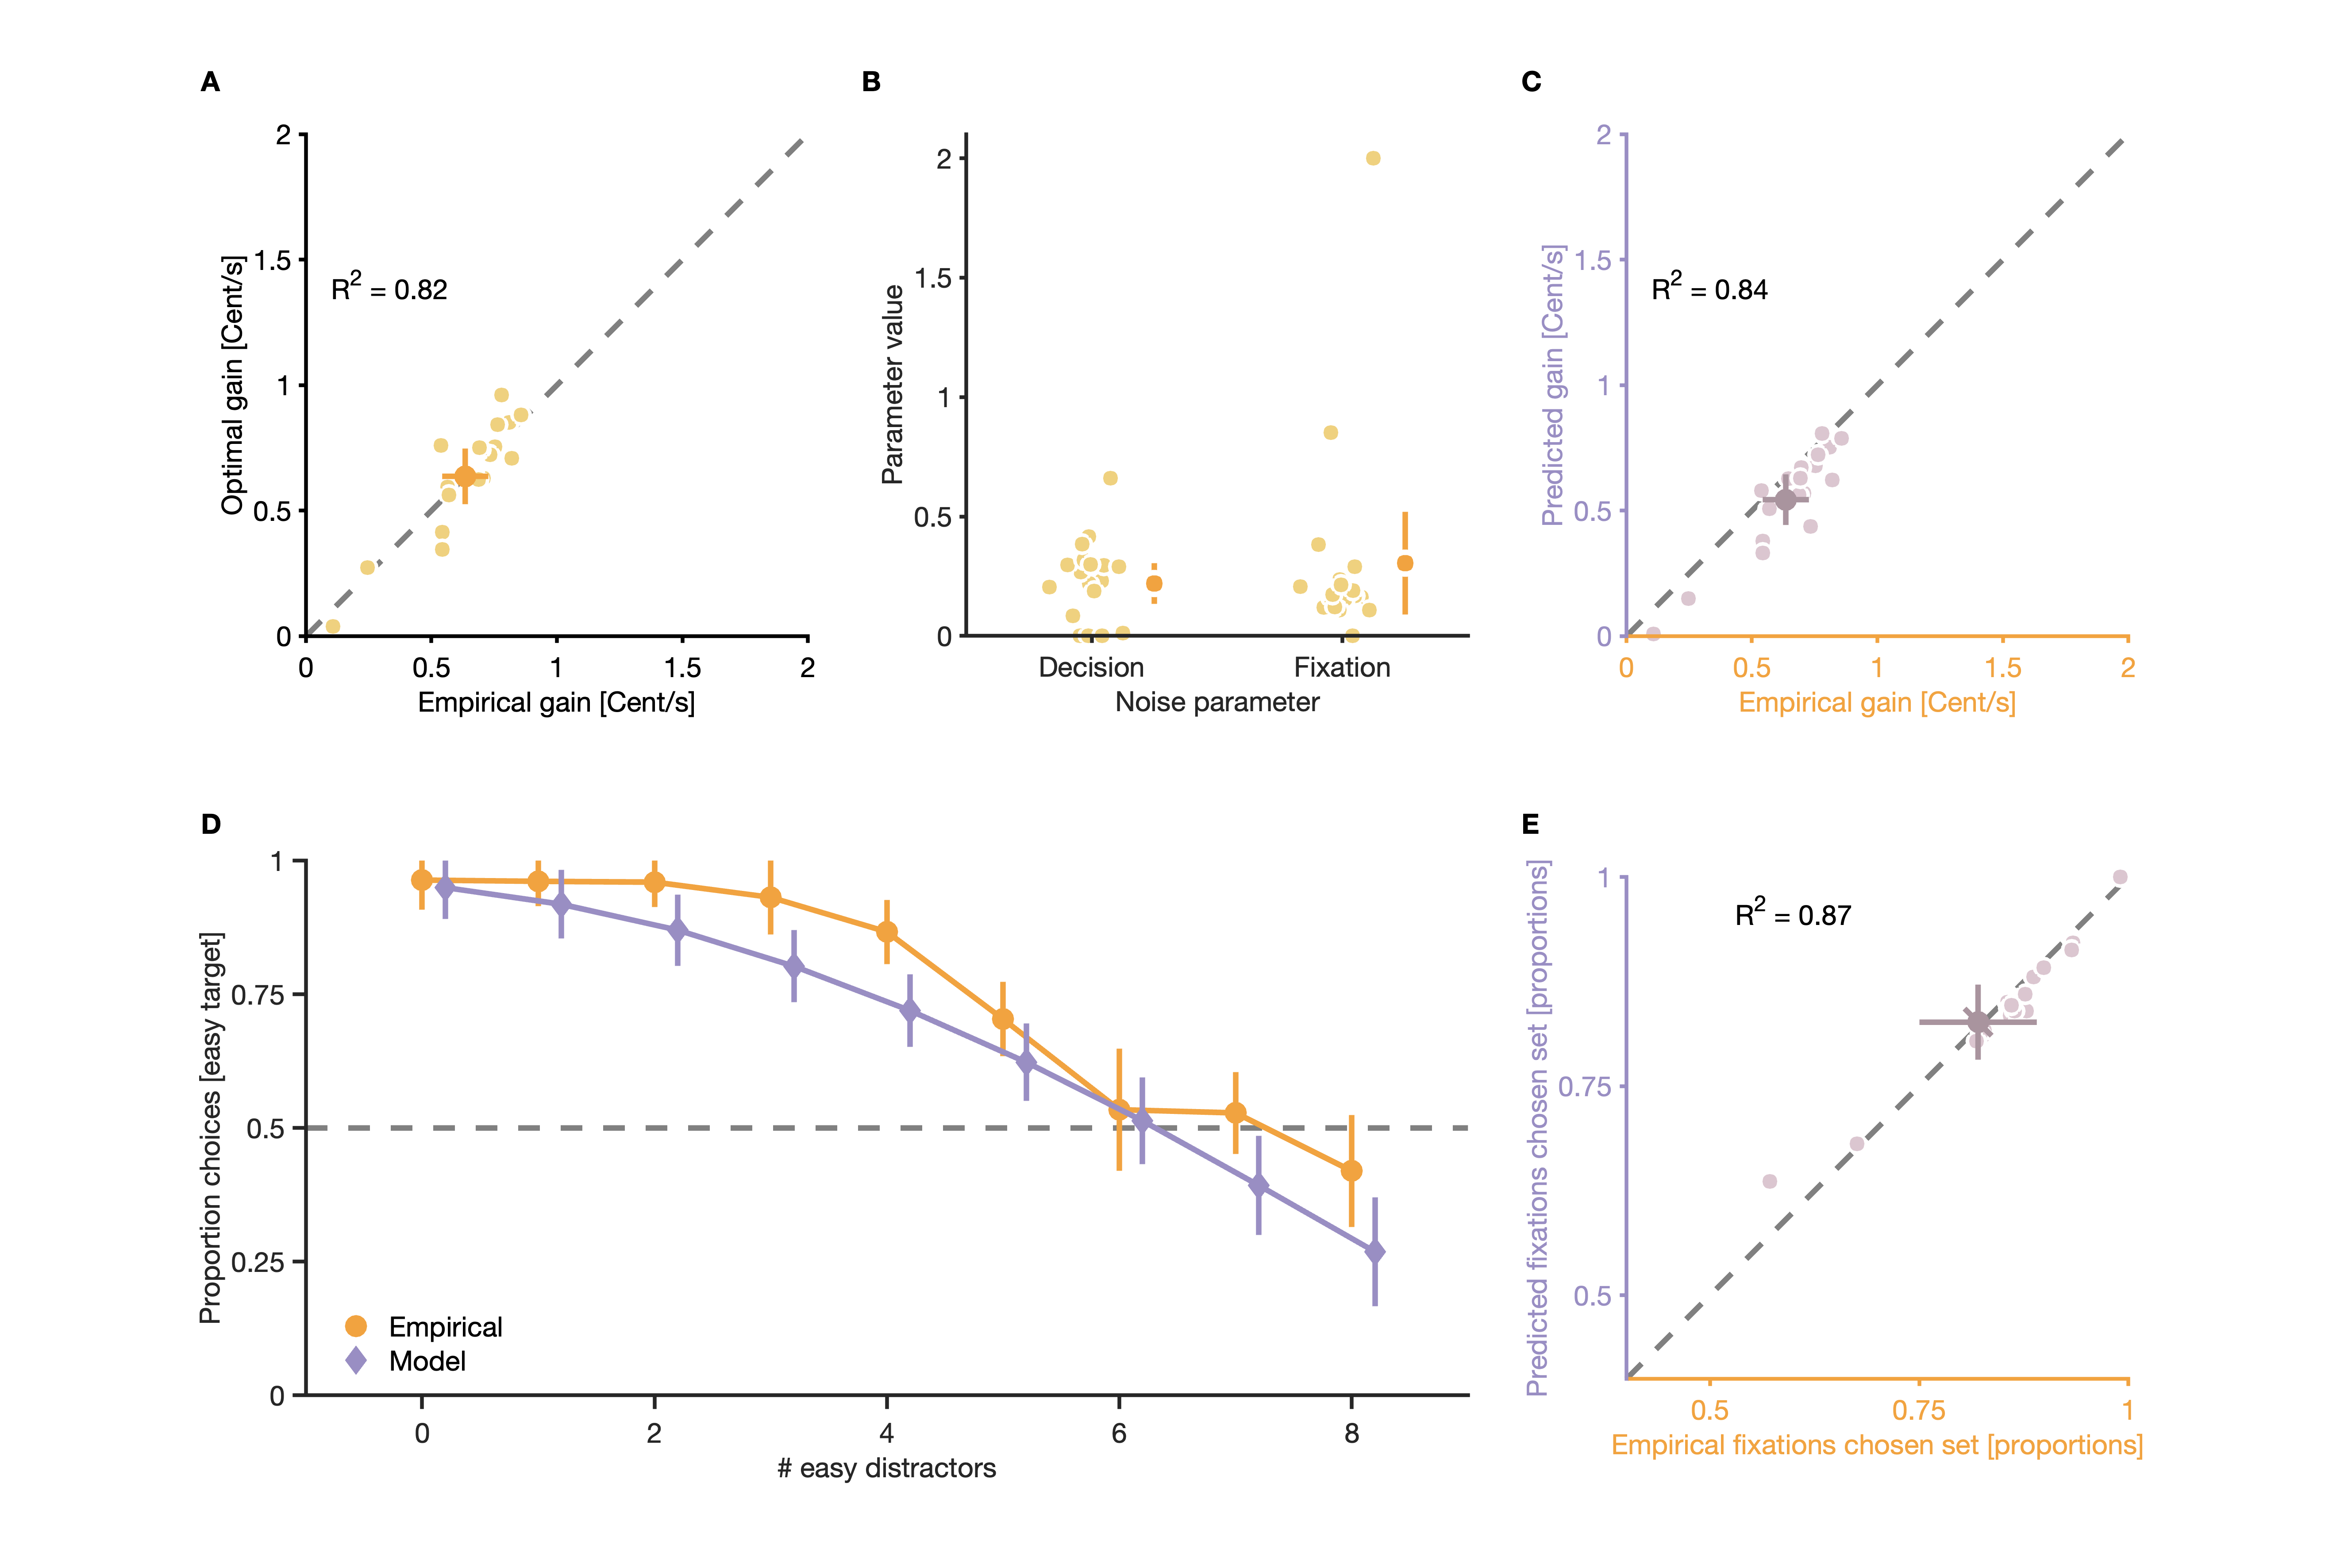 A
2
1.5
1
0.5
0
Optimal gain [Cent/s]
R² = 0.82
0 0.5 1 1.5 2
Empirical gain [Cent/s]
B
2
1.5
1
0.5
0
Parameter value
Decision Fixation
Noise parameter
C
2
1.5
1
0.5
0
Predicted gain [Cent/s]
R² = 0.84
0 0.5 1 1.5 2
Empirical gain [Cent/s]
D
1
0.75
0.5
0.25
0
Proportion choices [easy target]
Empirical
Model
0 2 4 6 8
# easy distractors
E
1
0.75
0.5
Predicted fixations chosen set [proportions]
R² = 0.87
0.5 0.75 1
Empirical fixations chosen set [proportions]